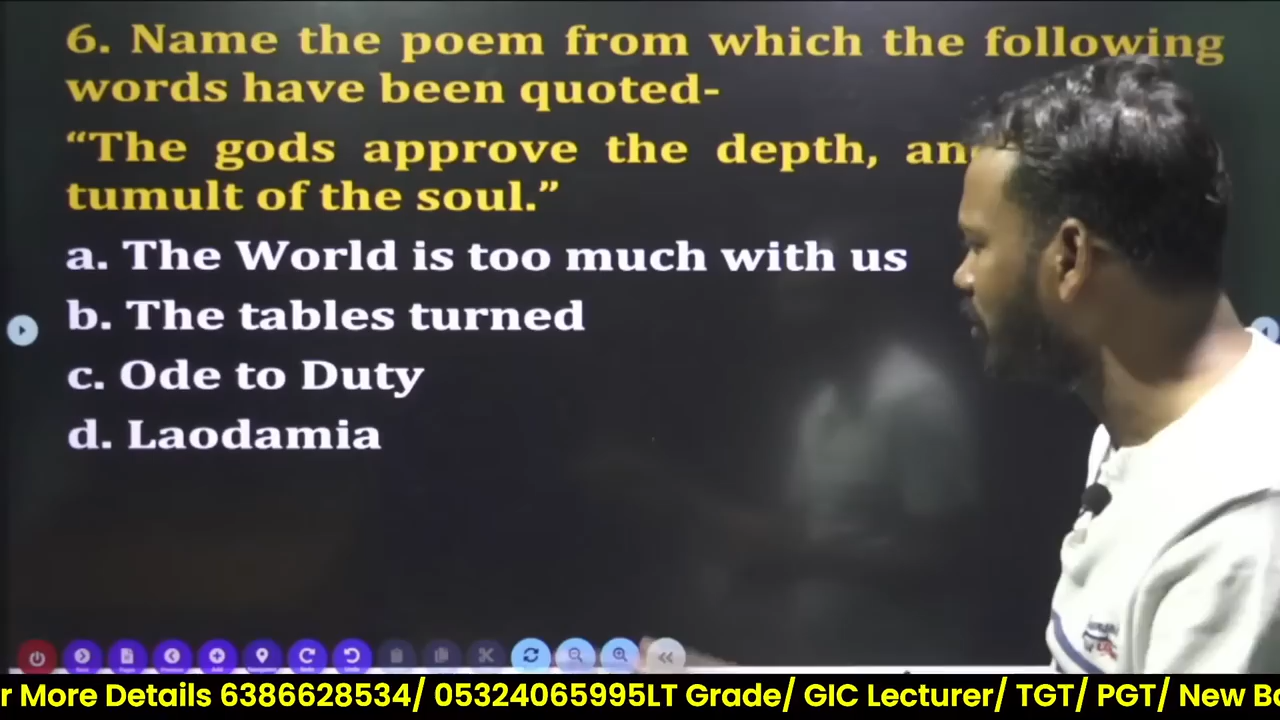 6. Name the poem from which the following
words have been quoted-
“The gods approve the depth, an
tumult of the soul.”
a. The World is too much with us
b. The tables turned
c. Ode to Duty
d. Laodamia
r More Details 6386628534/ 05324065995LT Grade/ GIC Lecturer/ TGT/ PGT/ New Ba